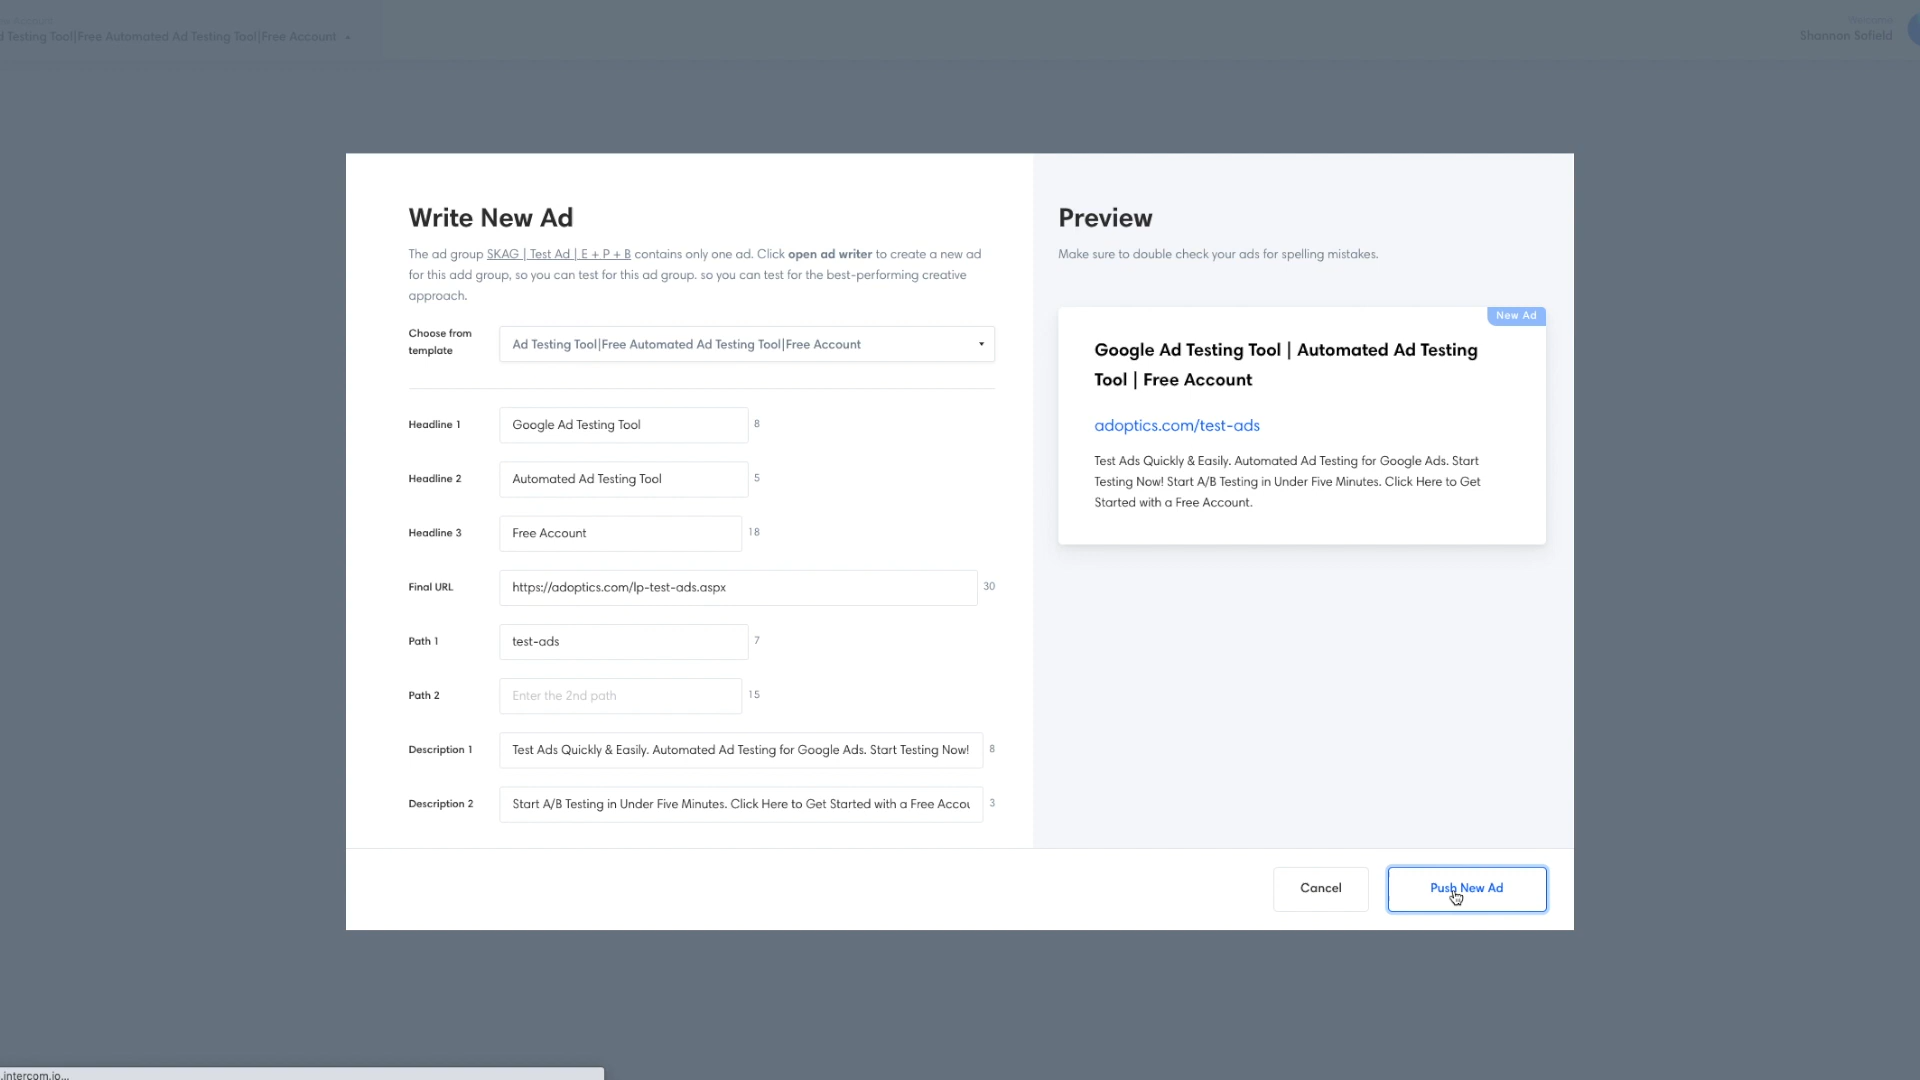 Testing Tool|Free Automated Ad Testing Tool|Free Account
Welcome
Shannon Sofield
Write New Ad
The ad group SKAG | Test Ad | E + P + B contains only one ad. Click open ad writer to create a new ad
for this add group, so you can test for this ad group. so you can test for the best-performing creative
approach.
Choose from
template
Ad Testing Tool|Free Automated Ad Testing Tool|Free Account
Headline 1
Google Ad Testing Tool
8
Headline 2
Automated Ad Testing Tool
5
Headline 3
Free Account
18
Final URL
https://adoptics.com/lp-test-ads.aspx
30
Path 1
test-ads
7
Path 2
Enter the 2nd path
15
Description 1
Test Ads Quickly & Easily. Automated Ad Testing for Google Ads. Start Testing Now!
8
Description 2
Start A/B Testing in Under Five Minutes. Click Here to Get Started with a Free Accou
3
Preview
Make sure to double check your ads for spelling mistakes.
New Ad
Google Ad Testing Tool | Automated Ad Testing
Tool | Free Account
adoptics.com/test-ads
Test Ads Quickly & Easily. Automated Ad Testing for Google Ads. Start
Testing Now! Start A/B Testing in Under Five Minutes. Click Here to Get
Started with a Free Account.
Cancel
Push New Ad
.intercom.io...